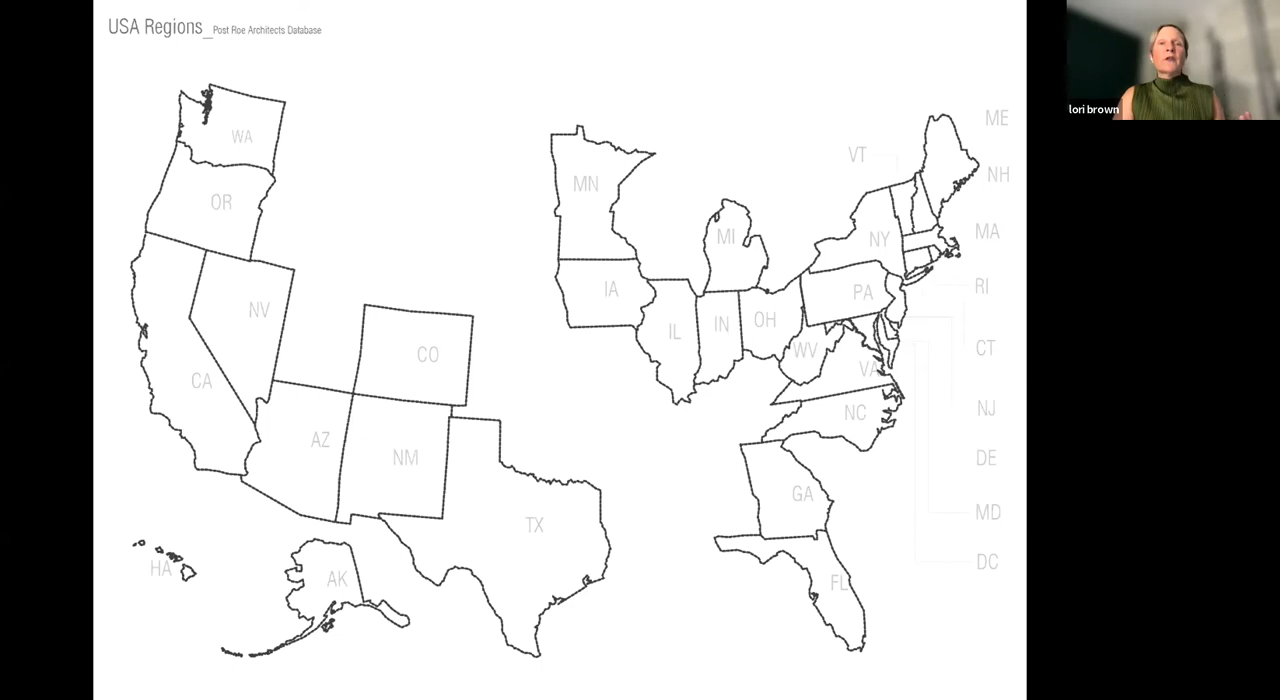 USA Regions_Post Roe Architects Database
lori brown
ME
WA
VT
NH
MN
OR
MA
MI
NY
RI
IA
PA
NV
OH
IN
IL
CT
WV
CO
VA
CA
NJ
NC
AZ
NM
DE
GA
MD
TX
DC
HA
AK
FL